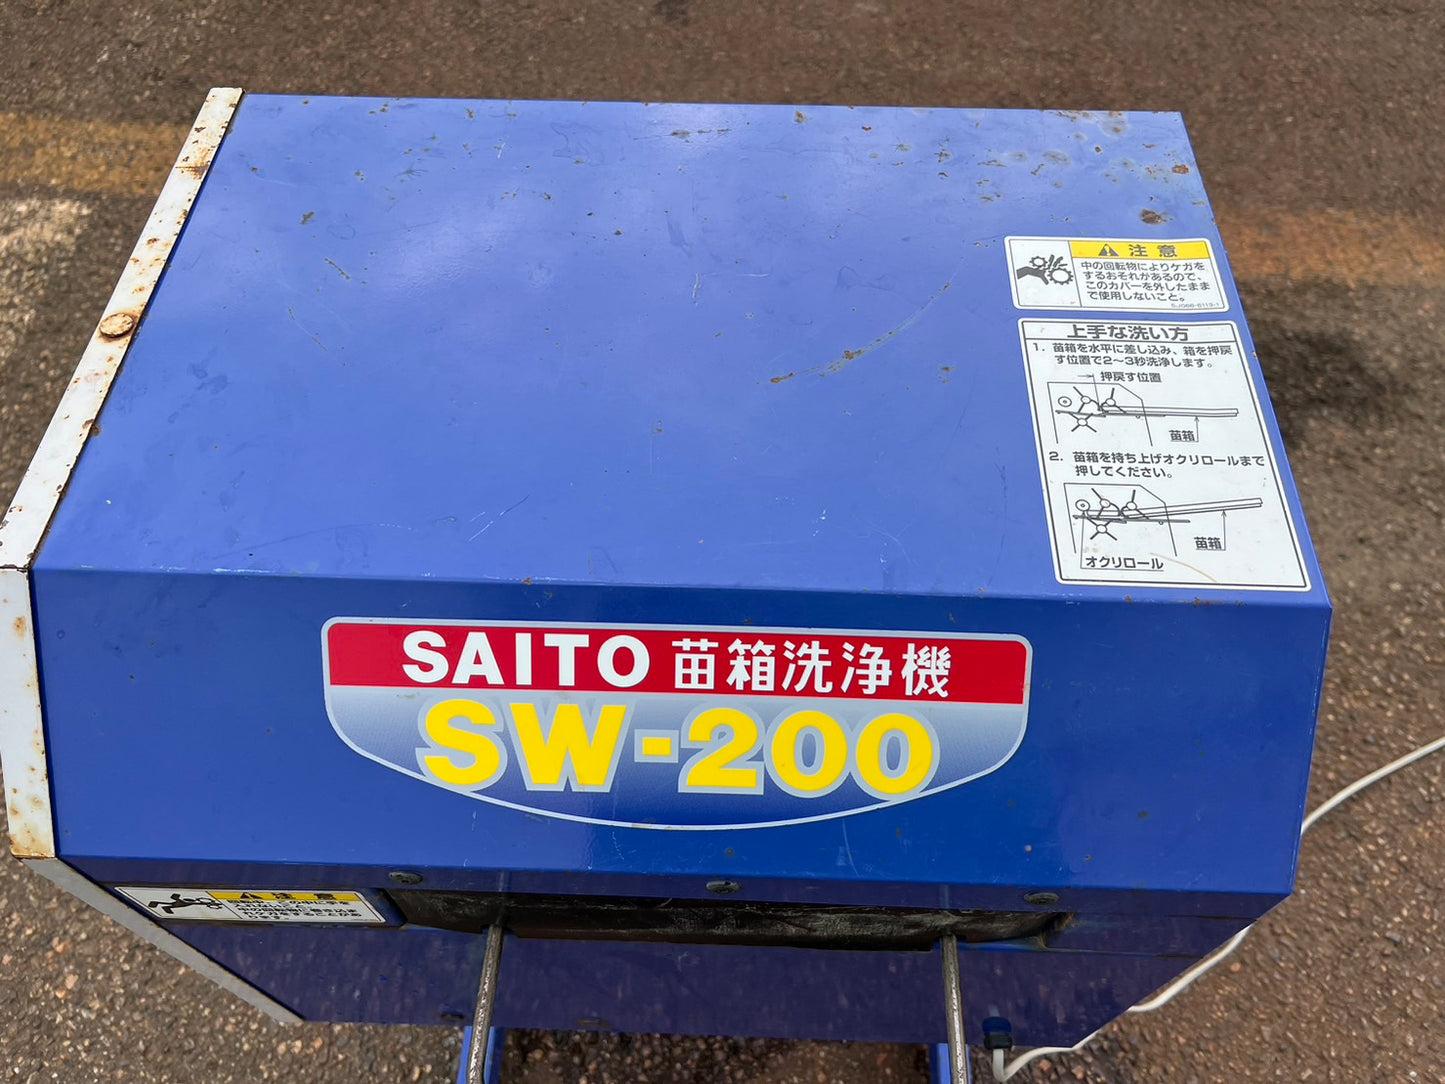 注意
中の回転物によりケガを
するおそれがあるので、
このカバーを外したまま
で使用しないこと。
上手な洗い方
1. 苗箱を水平に差し込み、箱を押戻
す位置で2〜3秒洗浄します。
押戻す位置
苗箱
2. 苗箱を持ち上げオクリロールまで
押してください。
苗箱
オクリロール
SAITO 苗箱洗浄機
SW-200
注意